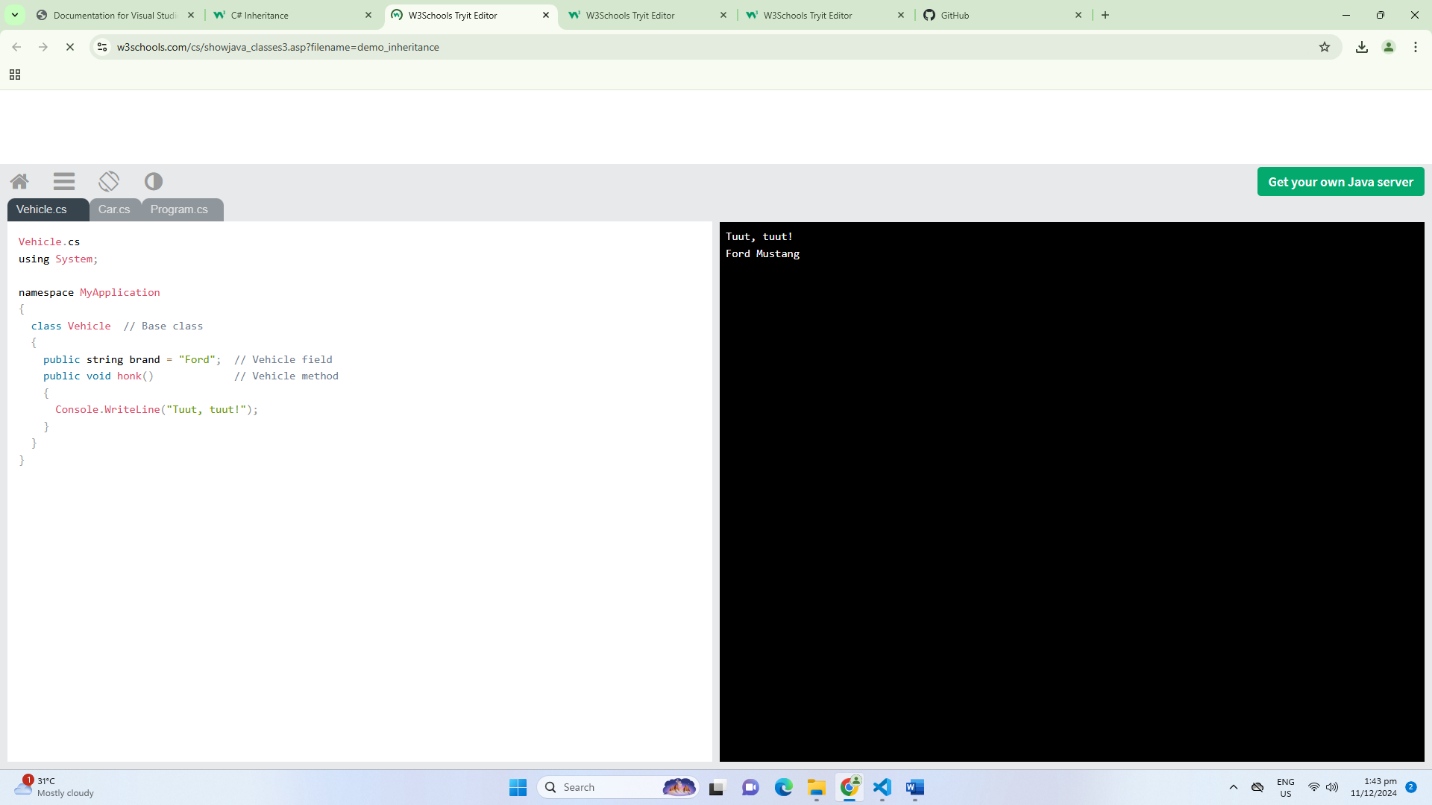 Documentation for Visual Studi
C# Inheritance
W3Schools Tryit Editor
W3Schools Tryit Editor
W3Schools Tryit Editor
GitHub
w3schools.com/cs/showjava_classes3.asp?filename=demo_inheritance
Get your own Java server
Vehicle.cs
Car.cs
Program.cs
Vehicle.cs
using System;
namespace MyApplication
{
class Vehicle // Base class
{
public string brand = "Ford"; // Vehicle field
public void honk() // Vehicle method
{
Console.WriteLine("Tuut, tuut!");
}
}
}
Tuut, tuut!
Ford Mustang
1
31°C
Mostly cloudy
Search
ENG
US
1:43 pm
11/12/2024
2